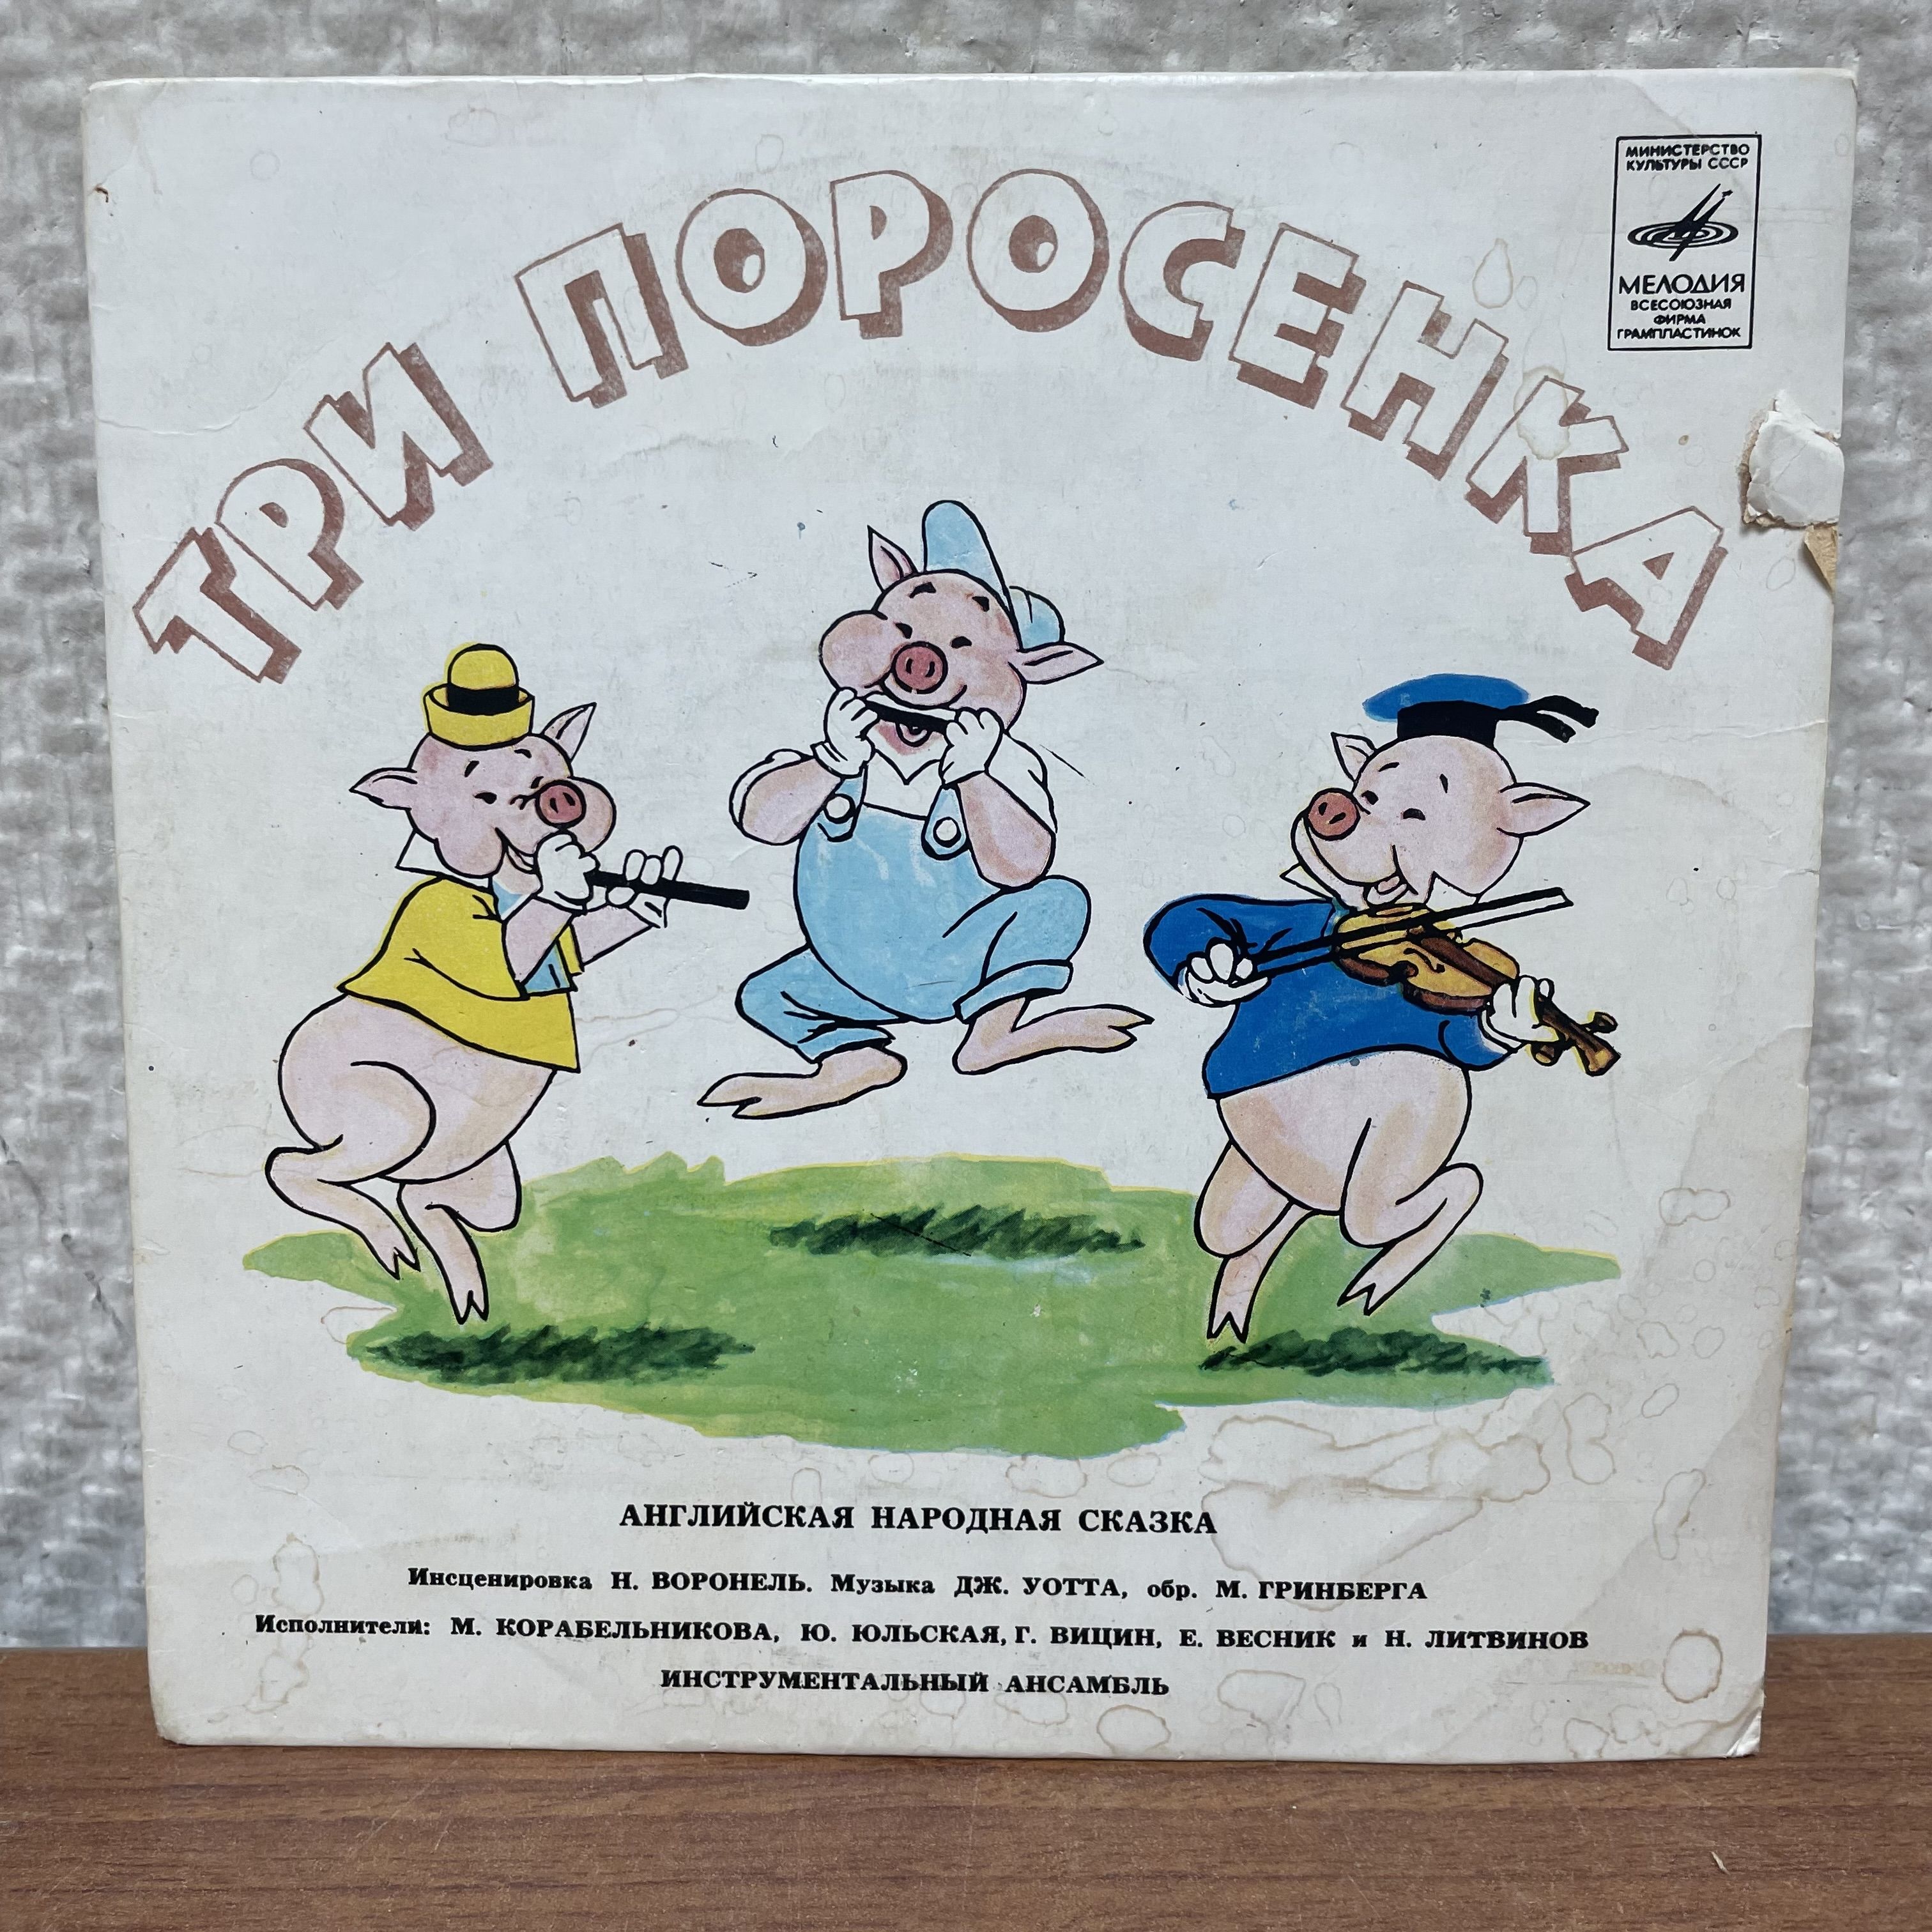 МИНИСТЕРСТВО
КУЛЬТУРЫ СССР
МЕЛОДИЯ
ВСЕСОЮЗНАЯ
ФИРМА
ГРАМПЛАСТИНОК
ТРИ ПОРОСЕНКА
АНГЛИЙСКАЯ НАРОДНАЯ СКАЗКА
Инсценировка Н. ВОРОНЕЛЬ. Музыка ДЖ. УОТТА, обр. М. ГРИНБЕРГА
Исполнители: М. КОРАБЕЛЬНИКОВА, Ю. ЮЛЬСКАЯ, Г. ВИЦИН, Е. ВЕСНИК и Н. ЛИТВИНОВ
ИНСТРУМЕНТАЛЬНЫЙ АНСАМБЛЬ